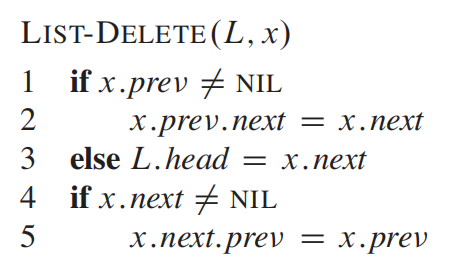 LIST-DELETE(L, x)
1 if x.prev ≠ NIL
2 x.prev.next = x.next
3 else L.head = x.next
4 if x.next ≠ NIL
5 x.next.prev = x.prev